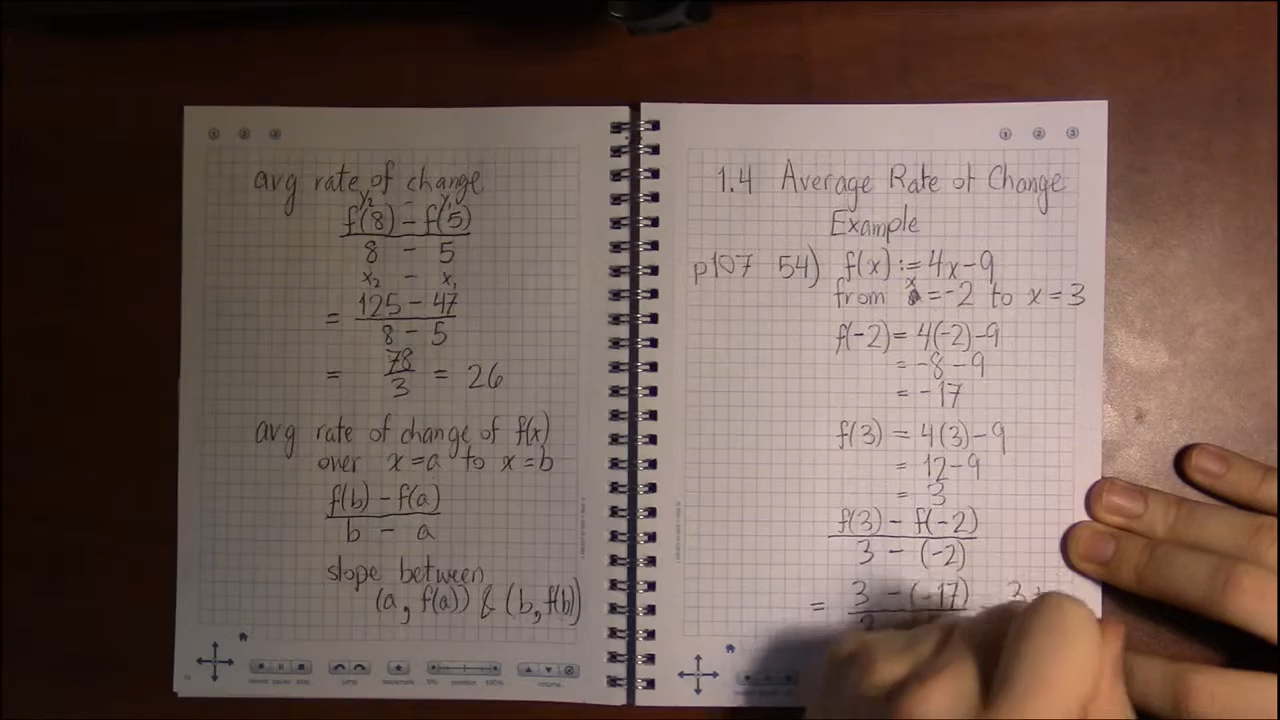 avg rate of change
y₂ - y₁
f(8) - f(5)
8 - 5
x₂ - x₁
= 125 - 47
8 - 5
= 78
3
= 26
avg rate of change of f(x)
over x=a to x=b
f(b) - f(a)
b - a
slope between
(a, f(a)) & (b, f(b))
1.4 Average Rate of Change
Example
p107 54) f(x) := 4x-9
from x=-2 to x=3
f(-2) = 4(-2)-9
= -8-9
= -17
f(3) = 4(3)-9
= 12-9
= 3
f(3) - f(-2)
3 - (-2)
= 3 - (-17) 3+